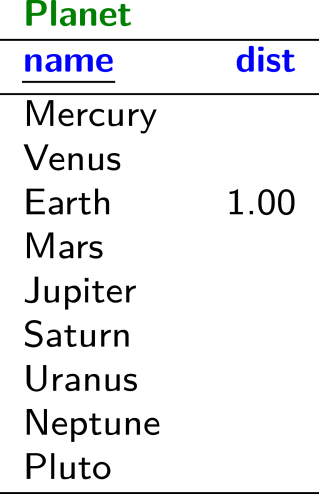 Planet
name dist
Mercury
Venus
Earth 1.00
Mars
Jupiter
Saturn
Uranus
Neptune
Pluto